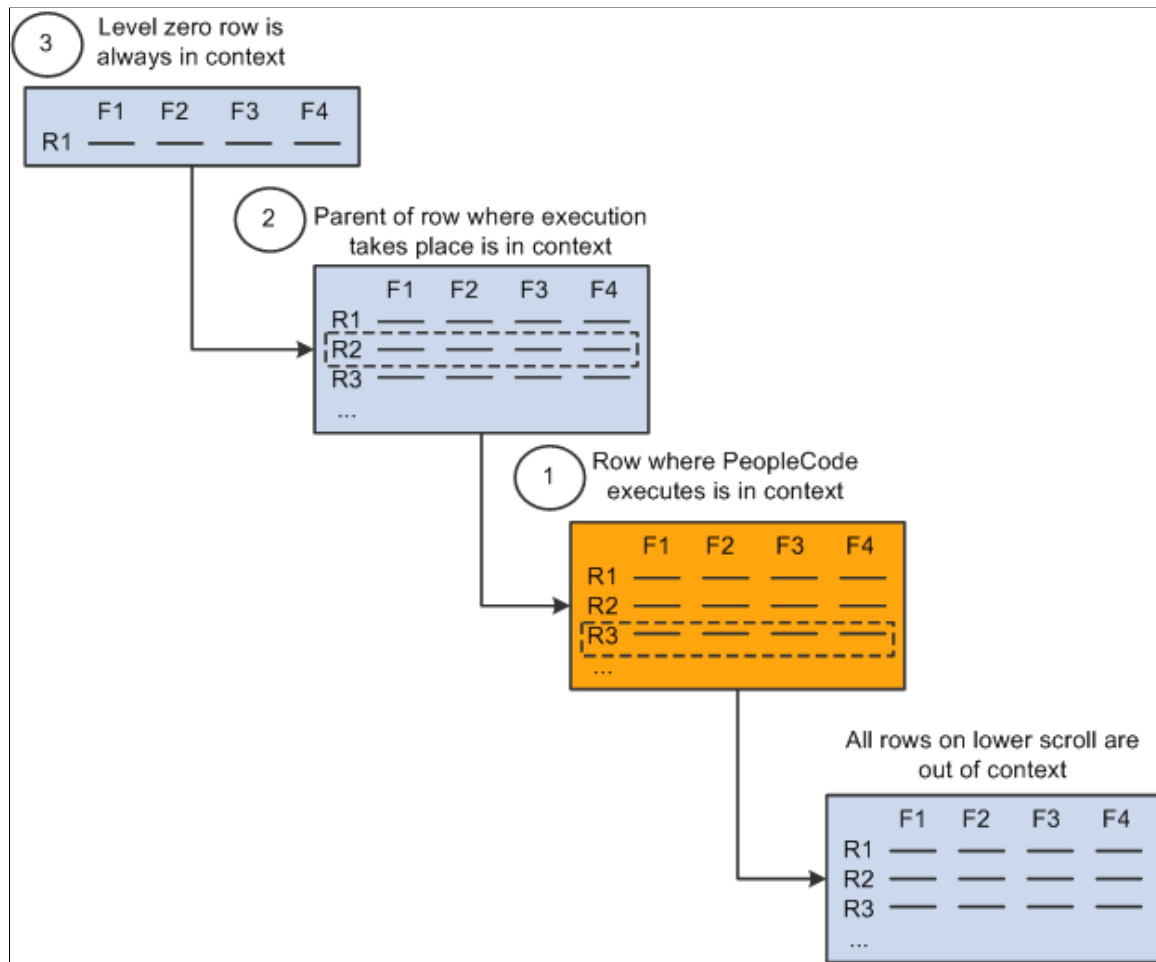 3
Level zero row is
always in context
F1 F2 F3 F4
R1
2
Parent of row where execution
takes place is in context
F1 F2 F3 F4
R1
R2
R3
...
1
Row where PeopleCode
executes is in context
F1 F2 F3 F4
R1
R2
R3
...
All rows on lower scroll are
out of context
F1 F2 F3 F4
R1
R2
R3
...